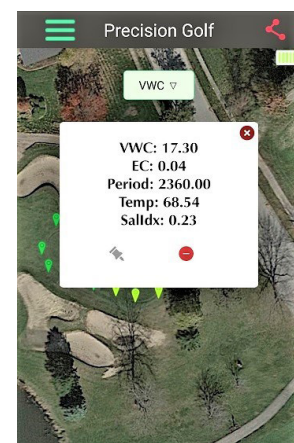 Precision Golf
VWC ▽
VWC: 17.30
EC: 0.04
Period: 2360.00
Temp: 68.54
SalIdx: 0.23